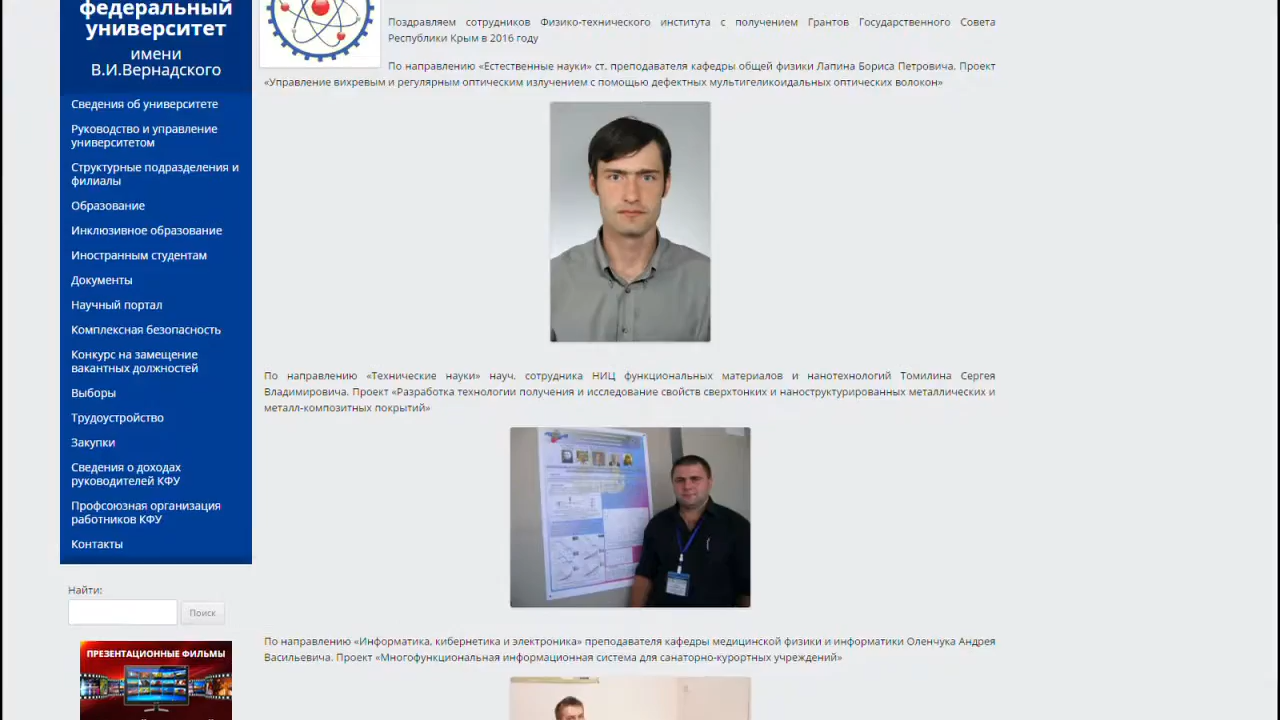 федеральный
университет
имени
В.И.Вернадского
Сведения об университете
Руководство и управление
университетом
Структурные подразделения и
филиалы
Образование
Инклюзивное образование
Иностранным студентам
Документы
Научный портал
Комплексная безопасность
Конкурс на замещение
вакантных должностей
Выборы
Трудоустройство
Закупки
Сведения о доходах
руководителей КФУ
Профсоюзная организация
работников КФУ
Контакты
Найти:
Поиск
ПРЕЗЕНТАЦИОННЫЕ ФИЛЬМЫ
Поздравляем сотрудников Физико-технического института с получением Грантов Государственного Совета
Республики Крым в 2016 году
По направлению «Естественные науки» ст. преподавателя кафедры общей физики Лапина Бориса Петровича. Проект
«Управление вихревым и регулярным оптическим излучением с помощью дефектных мультигеликоидальных оптических волокон»
По направлению «Технические науки» науч. сотрудника НИЦ функциональных материалов и нанотехнологий Томилина Сергея
Владимировича. Проект «Разработка технологии получения и исследование свойств сверхтонких и наноструктурированных металлических и
металл-композитных покрытий»
По направлению «Информатика, кибернетика и электроника» преподавателя кафедры медицинской физики и информатики Оленчука Андрея
Васильевича. Проект «Многофункциональная информационная система для санаторно-курортных учреждений»